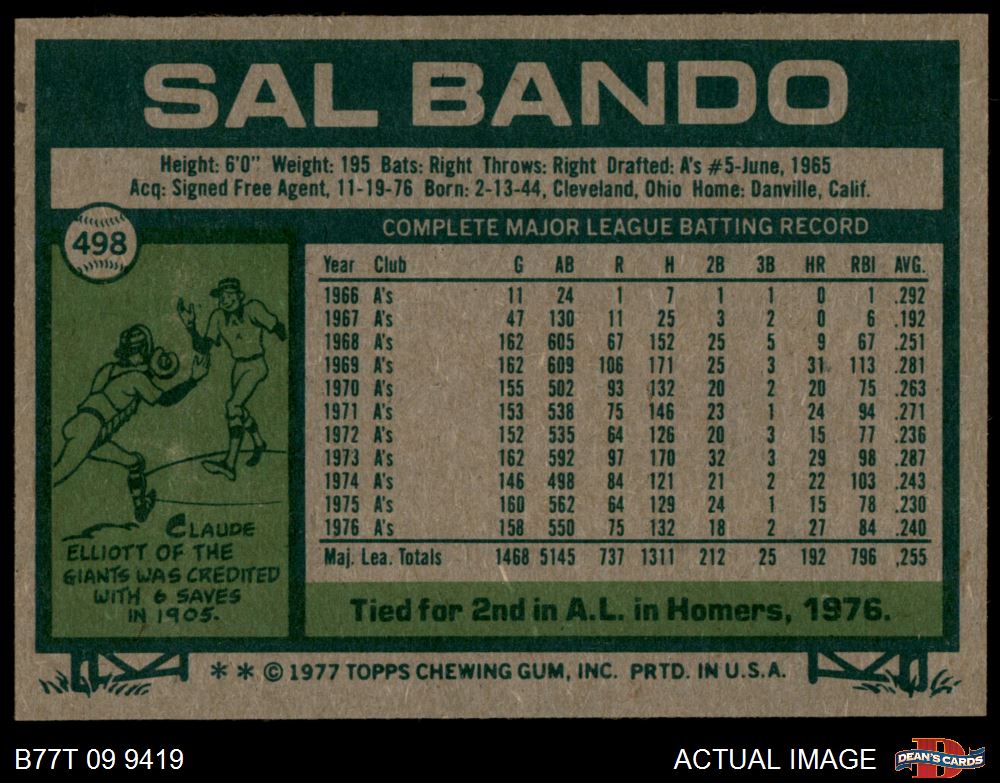 SAL BANDO
Height: 6'0" Weight: 195 Bats: Right Throws: Right Drafted: A's #5-June, 1965
Acq: Signed Free Agent, 11-19-76 Born: 2-13-44, Cleveland, Ohio Home: Danville, Calif.
498
COMPLETE MAJOR LEAGUE BATTING RECORD
Year Club G AB R H 2B 3B HR RBI AVG.
1966 A's 11 24 1 7 1 1 0 1 .292
1967 A's 47 130 11 25 3 2 0 6 .192
1968 A's 162 605 67 152 25 5 9 67 .251
1969 A's 162 609 106 171 25 3 31 113 .281
1970 A's 155 502 93 132 20 2 20 75 .263
1971 A's 153 538 75 146 23 1 24 94 .271
1972 A's 152 535 64 126 20 3 15 77 .236
1973 A's 162 592 97 170 32 3 29 98 .287
1974 A's 146 498 84 121 21 2 22 103 .243
1975 A's 160 562 64 129 24 1 15 78 .230
1976 A's 158 550 75 132 18 2 27 84 .240
Maj. Lea. Totals 1468 5145 737 1311 212 25 192 796 .255
CLAUDE
ELLIOTT OF THE
GIANTS WAS CREDITED
WITH 6 SAVES
IN 1905.
Tied for 2nd in A.L. in Homers, 1976.
* * © 1977 TOPPS CHEWING GUM, INC. PRTD. IN U.S.A.
B77T 09 9419
ACTUAL IMAGE
D
DEAN'S CARDS